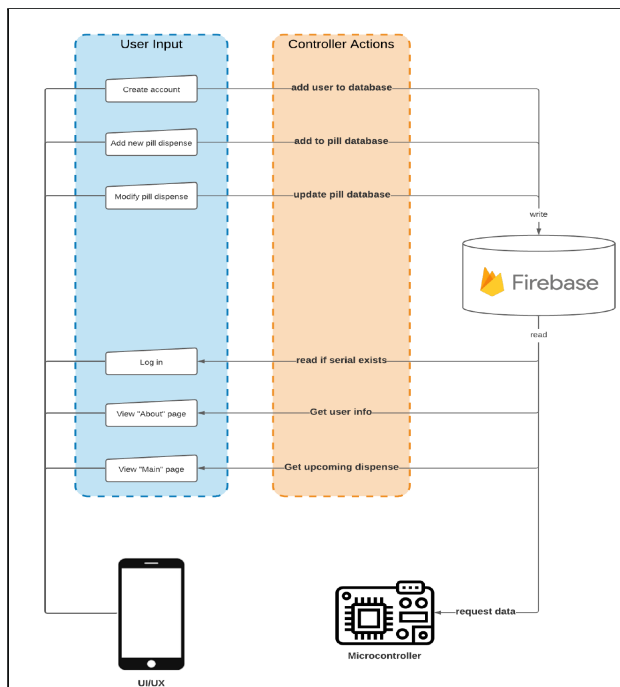 User Input
Controller Actions
Create account
add user to database
Add new pill dispense
add to pill database
Modify pill dispense
update pill database
write
Firebase
read
Log in
read if serial exists
View "About" page
Get user info
View "Main" page
Get upcoming dispense
request data
Microcontroller
UI/UX